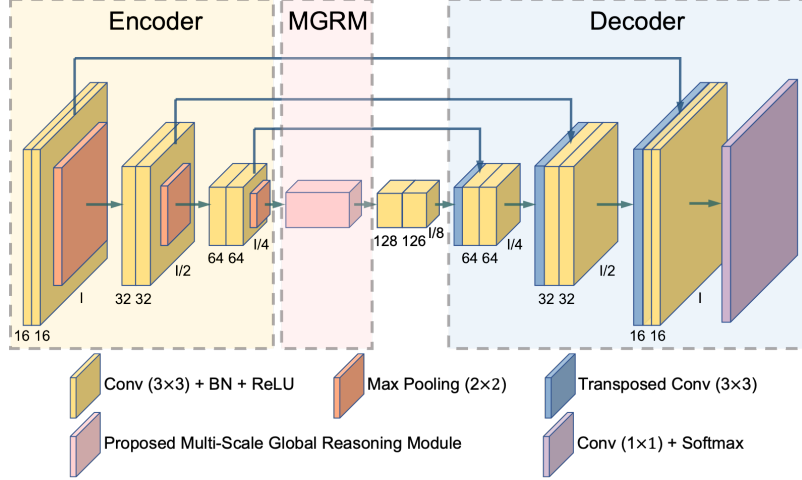 Encoder
MGRM
Decoder
I
16 16
I/2
32 32
I/4
64 64
128 126
I/8
64 64
I/4
32 32
I/2
16 16
I
Conv (3×3) + BN + ReLU
Max Pooling (2×2)
Transposed Conv (3×3)
Proposed Multi-Scale Global Reasoning Module
Conv (1×1) + Softmax